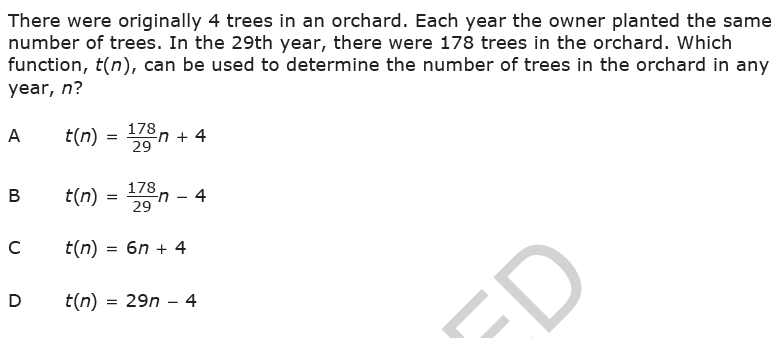 There were originally 4 trees in an orchard. Each year the owner planted the same
number of trees. In the 29th year, there were 178 trees in the orchard. Which
function, t(n), can be used to determine the number of trees in the orchard in any
year, n?
A t(n) = 178/29 n + 4
B t(n) = 178/29 n − 4
C t(n) = 6n + 4
D t(n) = 29n − 4
ED